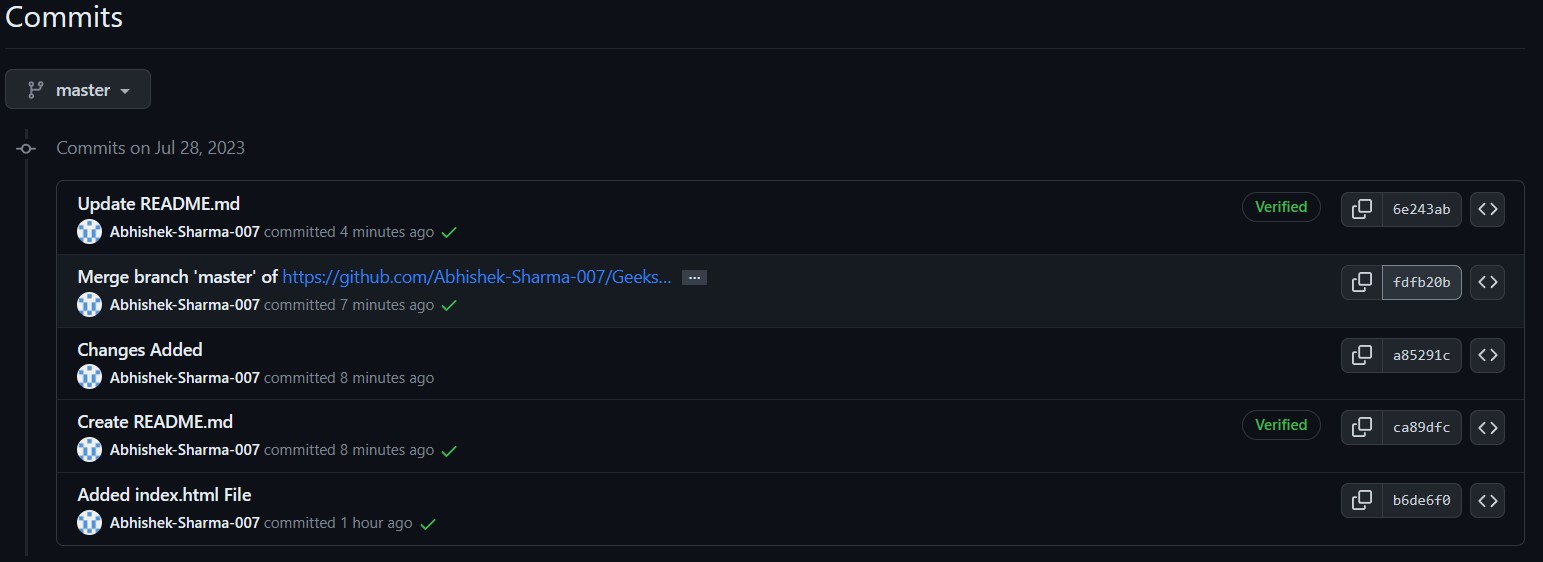 Commits
master
Commits on Jul 28, 2023
Update README.md
Abhishek-Sharma-007 committed 4 minutes ago
Verified
6e243ab
Merge branch 'master' of https://github.com/Abhishek-Sharma-007/Geeks... ...
Abhishek-Sharma-007 committed 7 minutes ago
fdfb20b
Changes Added
Abhishek-Sharma-007 committed 8 minutes ago
a85291c
Create README.md
Abhishek-Sharma-007 committed 8 minutes ago
Verified
ca89dfc
Added index.html File
Abhishek-Sharma-007 committed 1 hour ago
b6de6f0